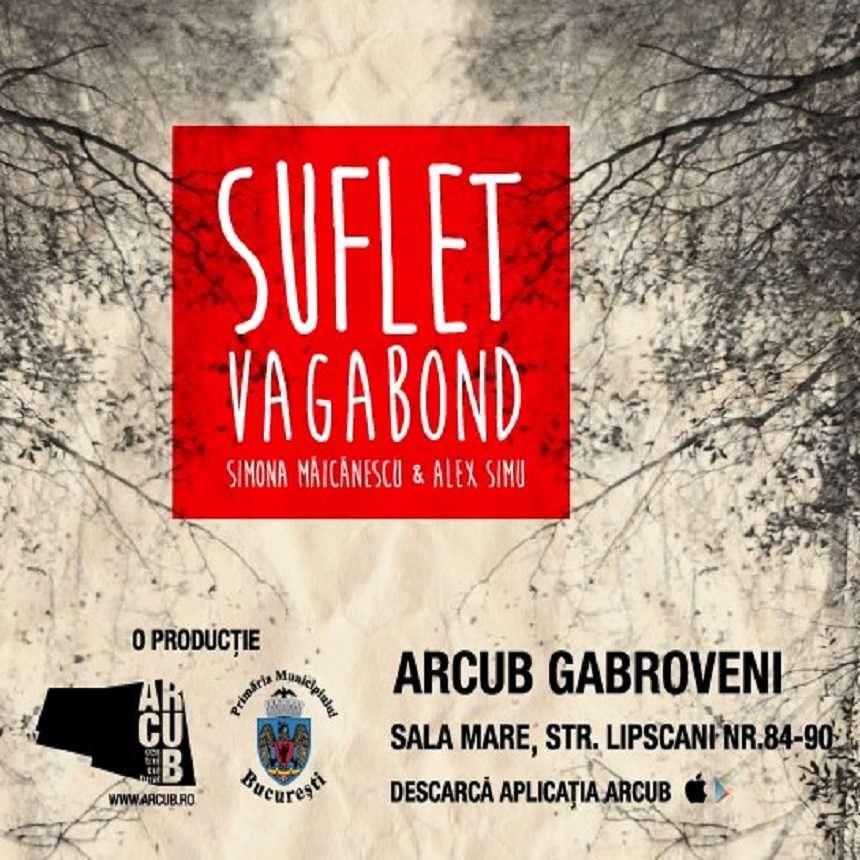 SUFLET
VAGABOND
SIMONA MĂICĂNESCU & ALEX SIMU
O PRODUCȚIE
ARCUB
WWW.ARCUB.RO
Primăria Municipiului
București
ARCUB GABROVENI
SALA MARE, STR. LIPSCANI NR.84-90
DESCARCĂ APLICAȚIA ARCUB